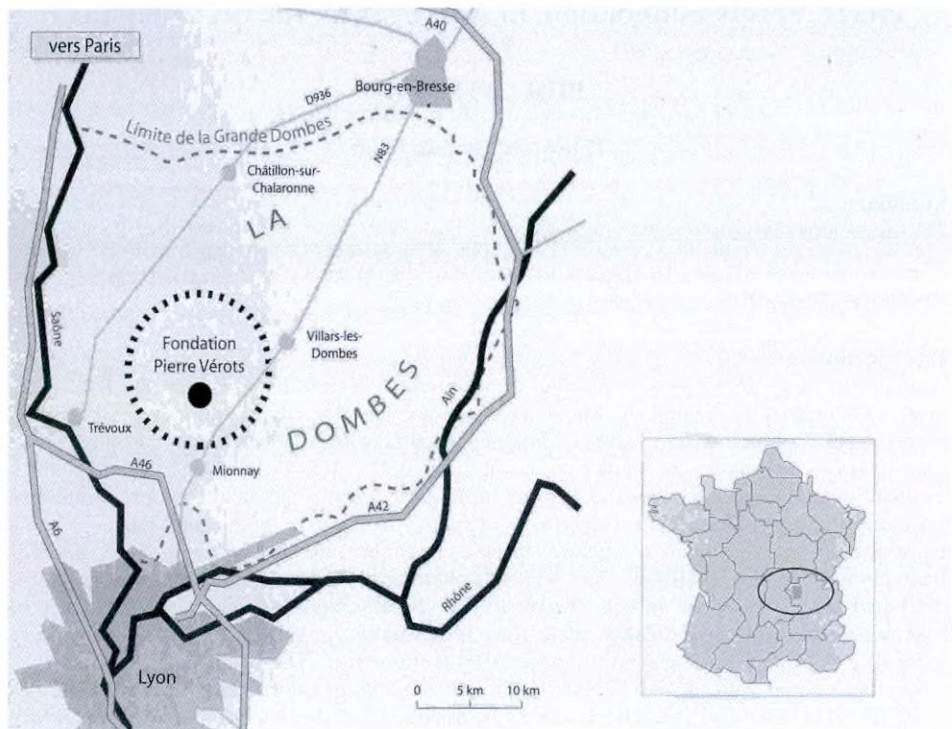 vers Paris
A40
Bourg-en-Bresse
D936
Limite de la Grande Dombes
N83
Châtillon-sur-
Chalaronne
LA
Saône
Fondation
Pierre Vérots
Villars-les-
Dombes
DOMBES
Ain
Trévoux
A46
Mionnay
A42
A6
Rhône
Lyon
0 5 km 10 km